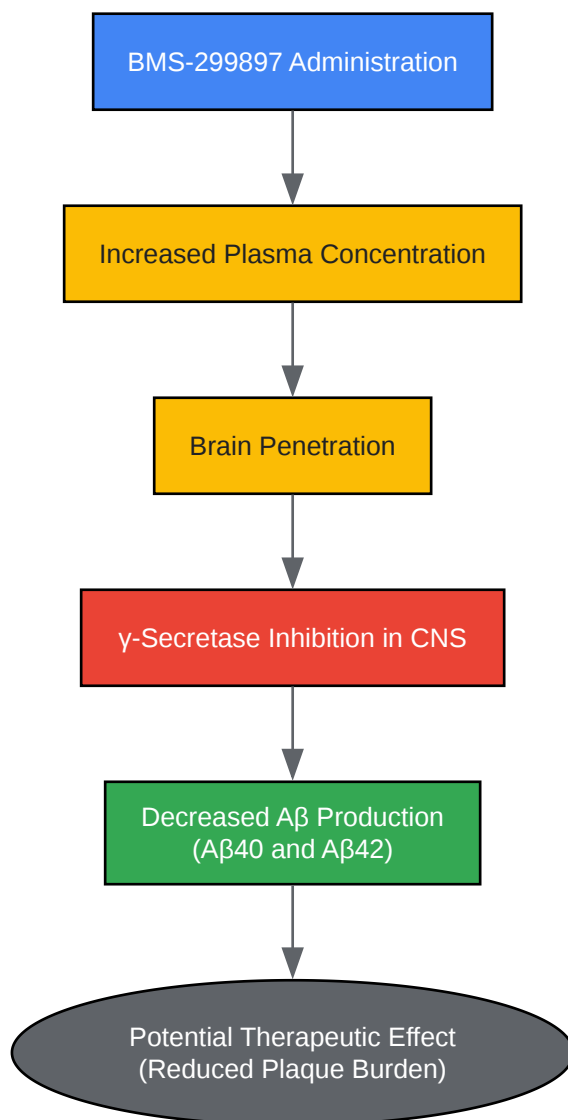 BMS-299897 Administration
Increased Plasma Concentration
Brain Penetration
γ-Secretase Inhibition in CNS
Decreased Aβ Production
(Aβ40 and Aβ42)
Potential Therapeutic Effect
(Reduced Plaque Burden)